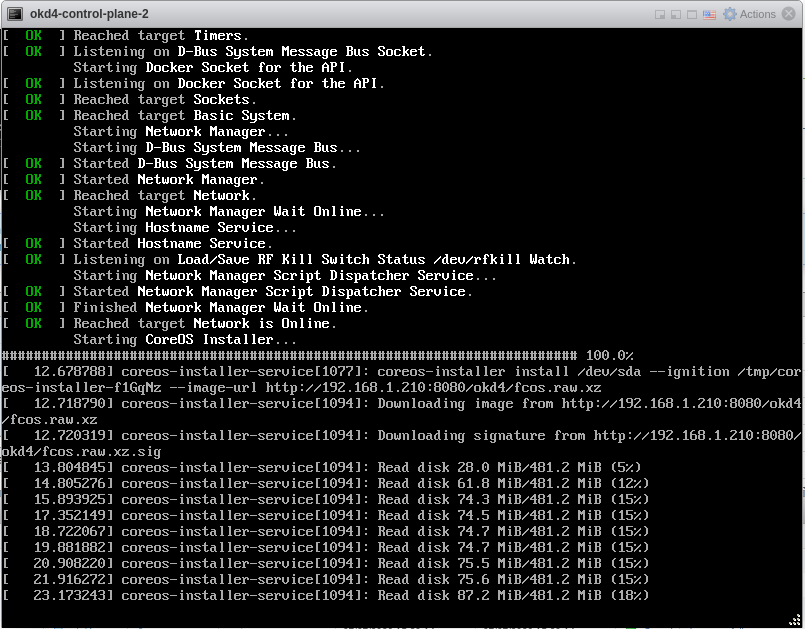 okd4-control-plane-2 Actions
[  OK  ] Reached target Timers.
[  OK  ] Listening on D-Bus System Message Bus Socket.
         Starting Docker Socket for the API.
[  OK  ] Listening on Docker Socket for the API.
[  OK  ] Reached target Sockets.
[  OK  ] Reached target Basic System.
         Starting Network Manager...
         Starting D-Bus System Message Bus...
[  OK  ] Started D-Bus System Message Bus.
[  OK  ] Started Network Manager.
[  OK  ] Reached target Network.
         Starting Network Manager Wait Online...
         Starting Hostname Service...
[  OK  ] Started Hostname Service.
[  OK  ] Listening on Load/Save RF Kill Switch Status /dev/rfkill Watch.
         Starting Network Manager Script Dispatcher Service...
[  OK  ] Started Network Manager Script Dispatcher Service.
[  OK  ] Finished Network Manager Wait Online.
[  OK  ] Reached target Network is Online.
         Starting CoreOS Installer...
######################################################################## 100.0%
[   12.678788] coreos-installer-service[1077]: coreos-installer install /dev/sda --ignition /tmp/cor
eos-installer-f1GqNz --image-url http://192.168.1.210:8080/okd4/fcos.raw.xz
[   12.718790] coreos-installer-service[1094]: Downloading image from http://192.168.1.210:8080/okd4
/fcos.raw.xz
[   12.720319] coreos-installer-service[1094]: Downloading signature from http://192.168.1.210:8080/
okd4/fcos.raw.xz.sig
[   13.804845] coreos-installer-service[1094]: Read disk 28.0 MiB/481.2 MiB (5%)
[   14.805276] coreos-installer-service[1094]: Read disk 61.8 MiB/481.2 MiB (12%)
[   15.893925] coreos-installer-service[1094]: Read disk 74.3 MiB/481.2 MiB (15%)
[   17.352149] coreos-installer-service[1094]: Read disk 74.5 MiB/481.2 MiB (15%)
[   18.722067] coreos-installer-service[1094]: Read disk 74.7 MiB/481.2 MiB (15%)
[   19.881882] coreos-installer-service[1094]: Read disk 74.7 MiB/481.2 MiB (15%)
[   20.908220] coreos-installer-service[1094]: Read disk 75.5 MiB/481.2 MiB (15%)
[   21.916272] coreos-installer-service[1094]: Read disk 75.6 MiB/481.2 MiB (15%)
[   23.173243] coreos-installer-service[1094]: Read disk 87.2 MiB/481.2 MiB (18%)